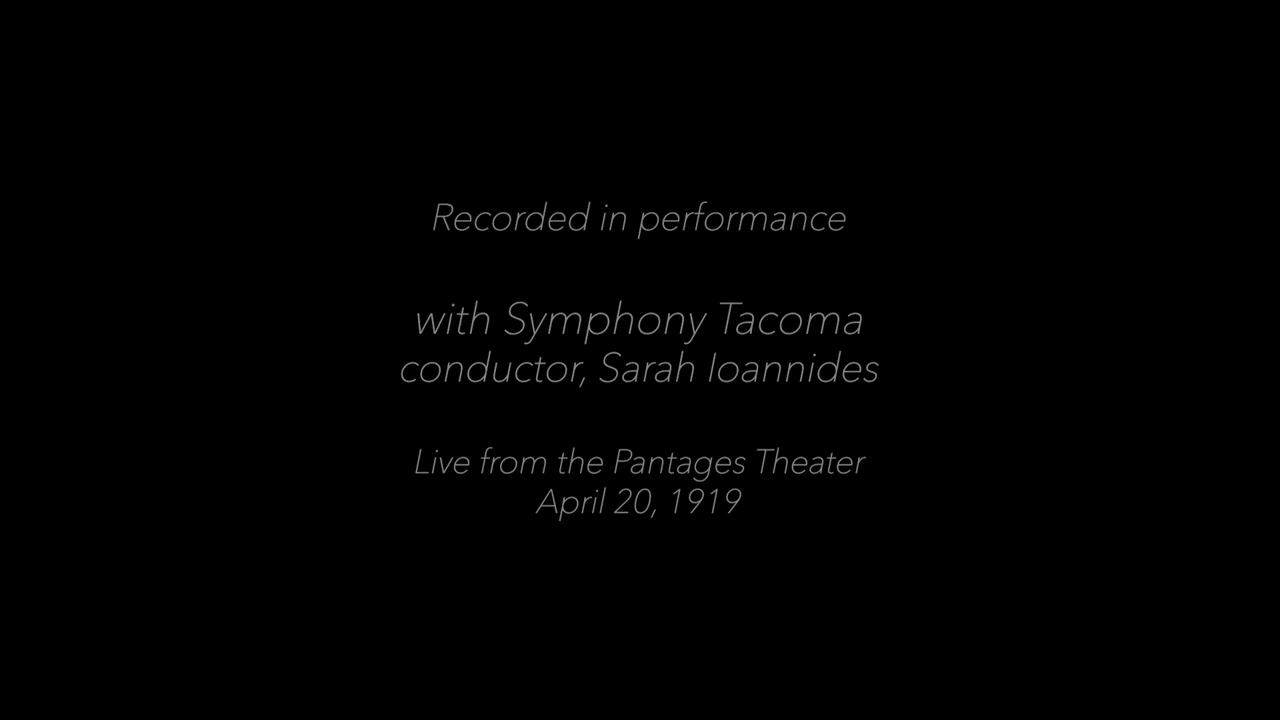 Recorded in performance
with Symphony Tacoma
conductor, Sarah Ioannides
Live from the Pantages Theater
April 20, 1919